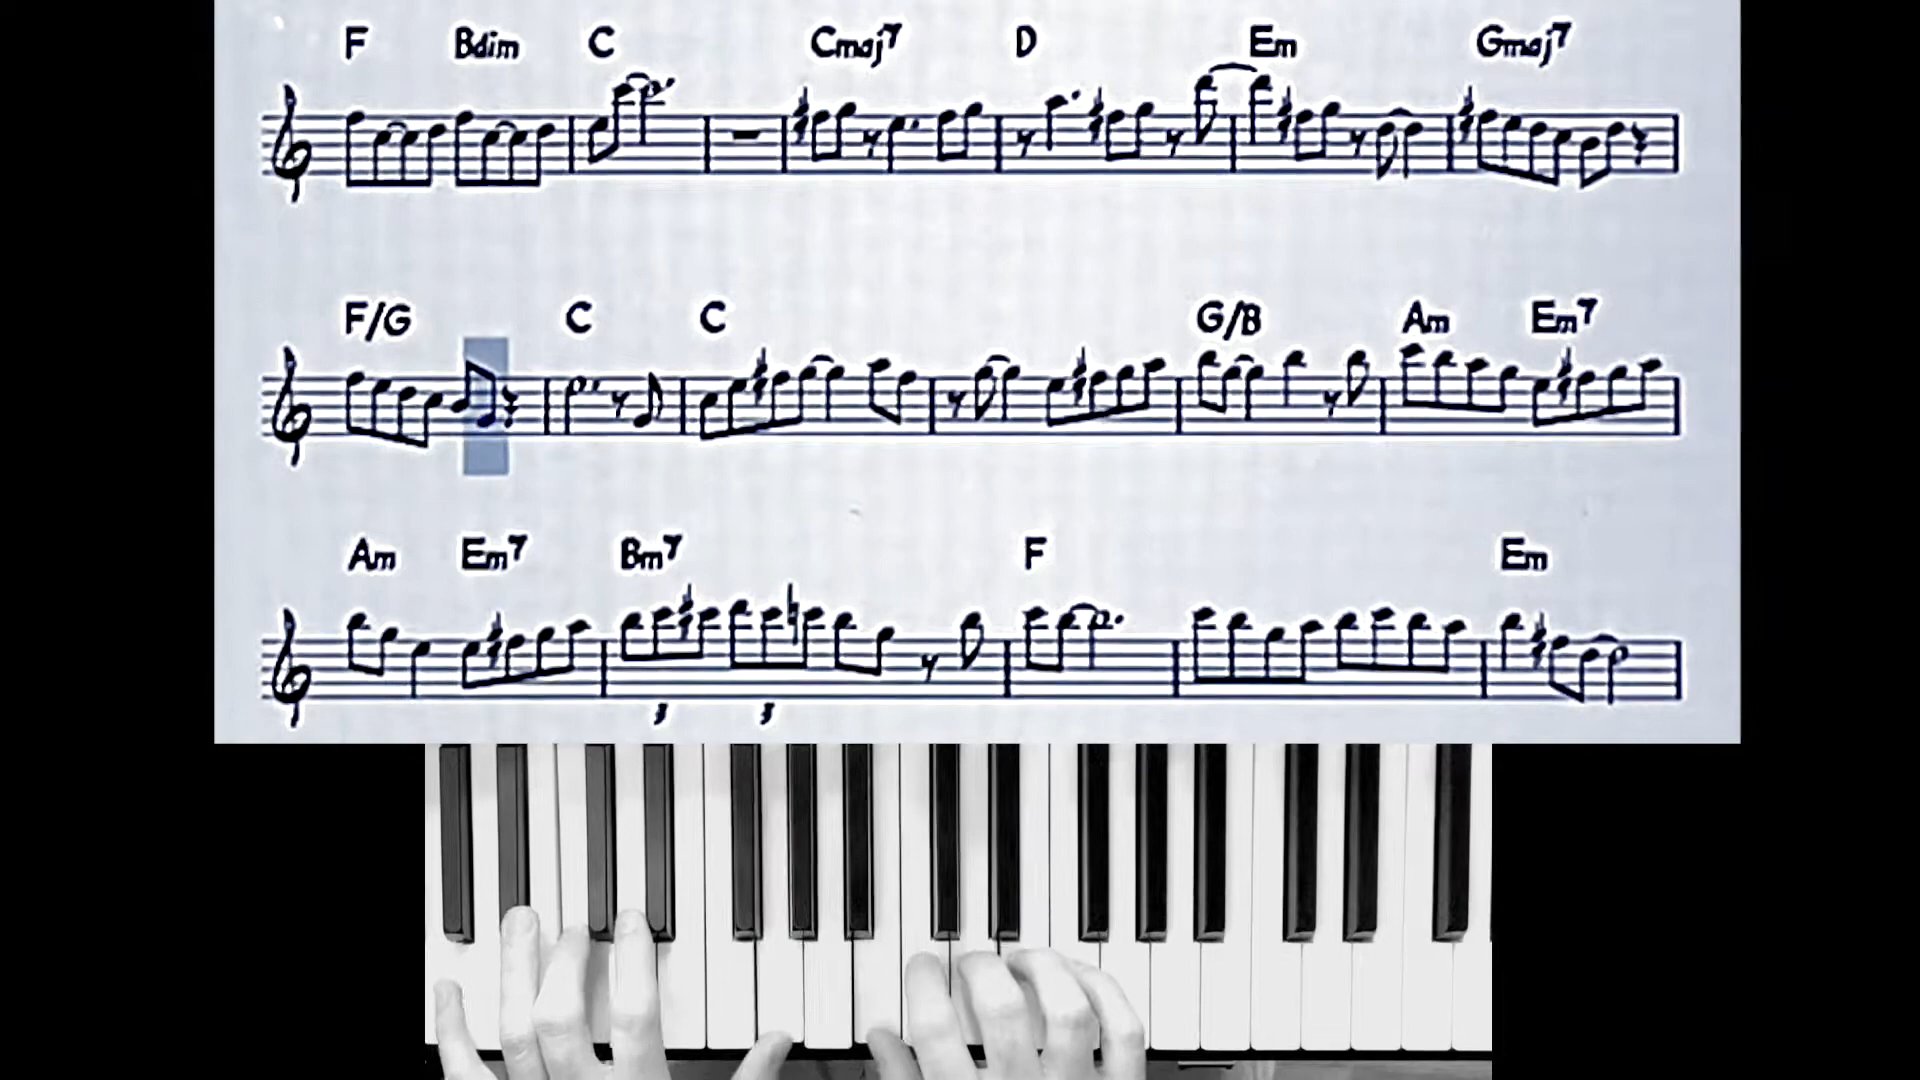 F Bdim C Cmaj7 D Em Gmaj7
F/G C C G/B Am Em7
Am Em7 Bm7 F Em
3 3